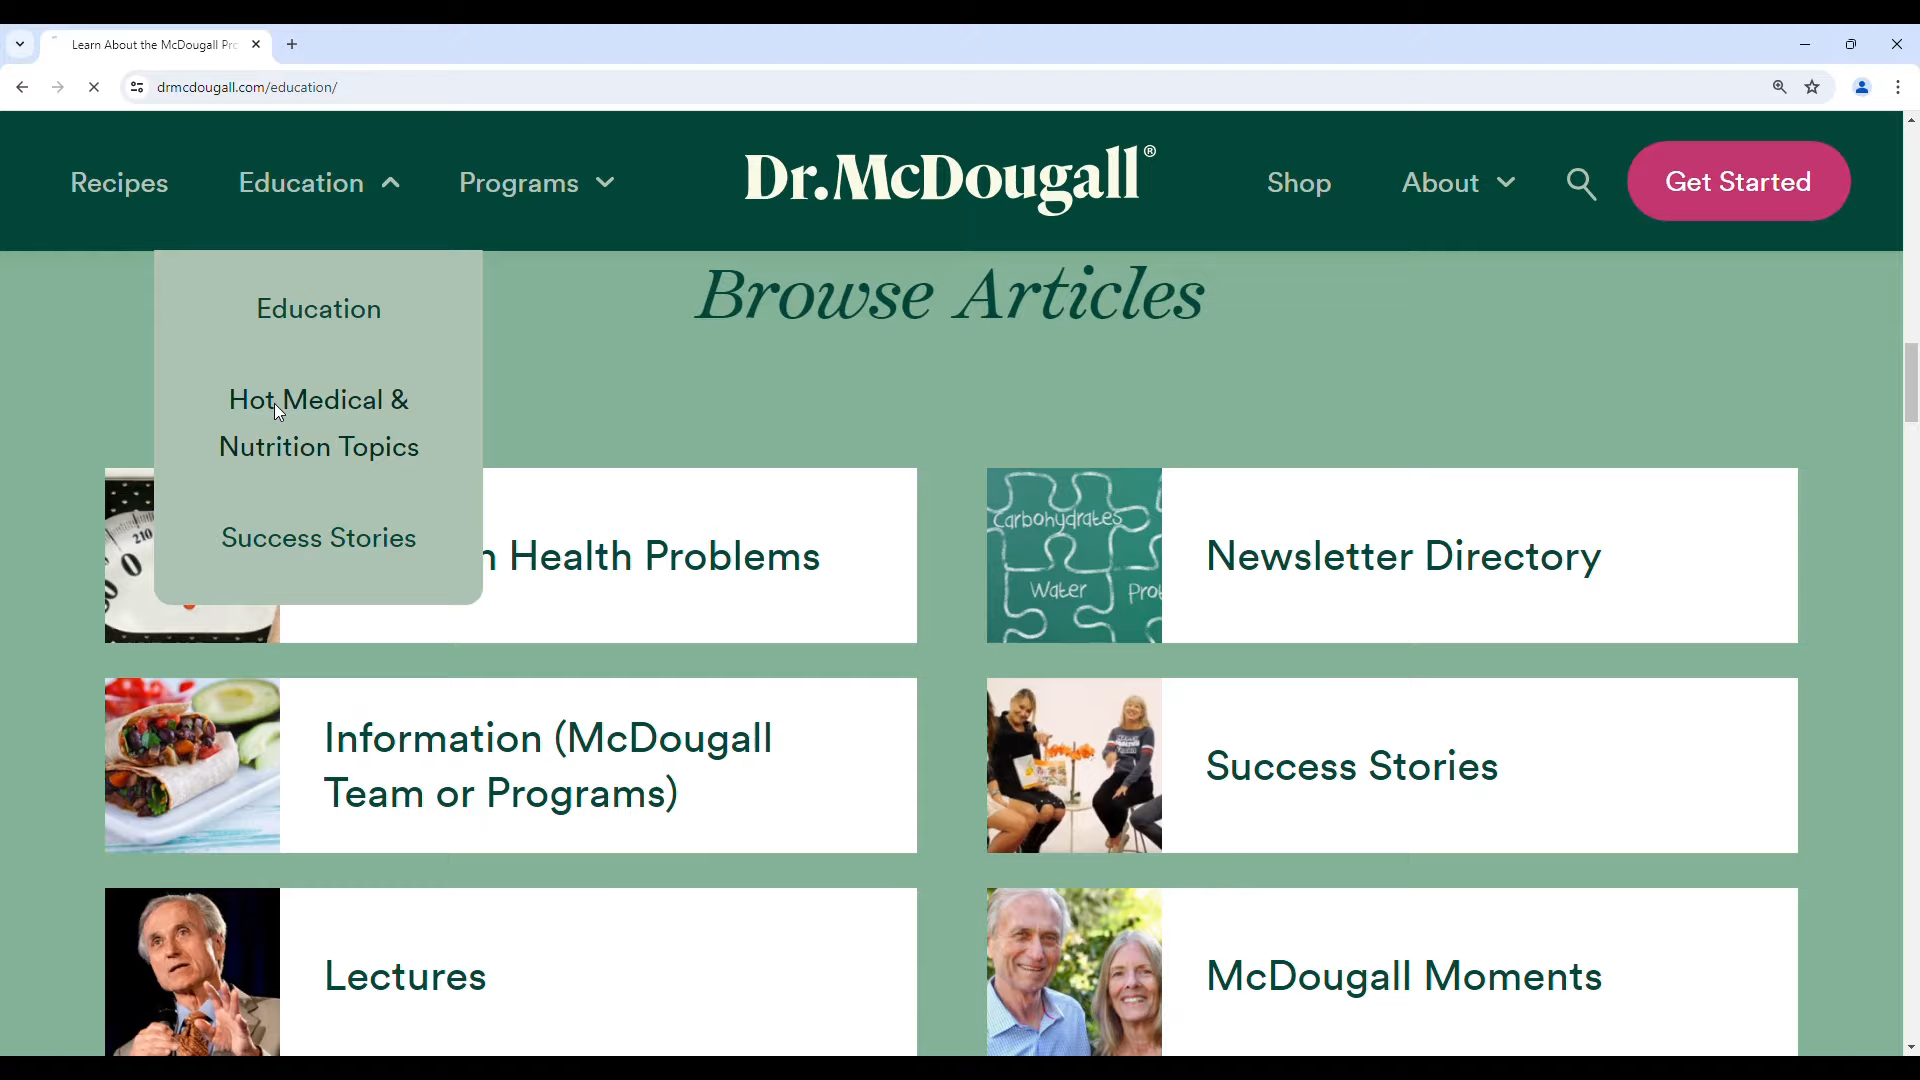 Learn About the McDougall Pro
drmcdougall.com/education/
Recipes
Education
Programs
Dr.McDougall®
Shop
About
Get Started
Education
Hot Medical &
Nutrition Topics
Success Stories
Browse Articles
Health Problems
210
Carbohydrates
Water
Newsletter Directory
Information (McDougall
Team or Programs)
Success Stories
Lectures
McDougall Moments